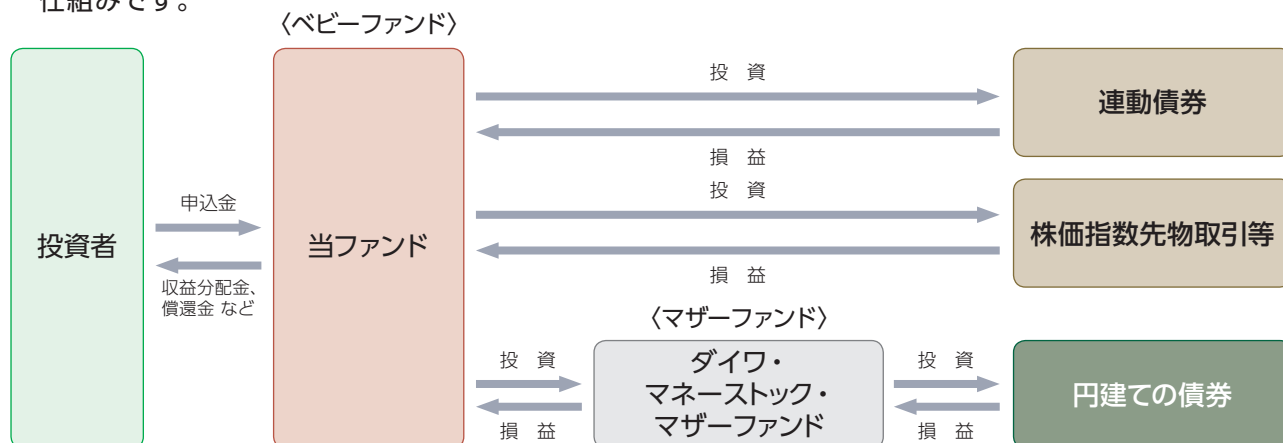 仕組みです。
〈ベビーファンド〉
投資者
申込金
収益分配金、
償還金 など
当ファンド
投 資
損 益
連動債券
投 資
損 益
株価指数先物取引等
〈マザーファンド〉
投 資
損 益
ダイワ・
マネーストック・
マザーファンド
投 資
損 益
円建ての債券